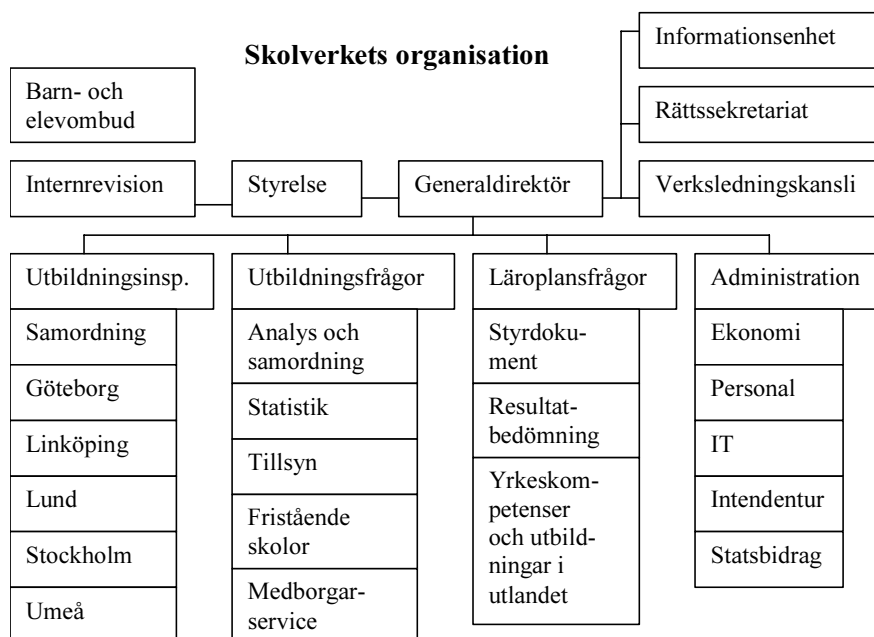 Skolverkets organisation
Informationsenhet
Barn- och
elevombud
Rättssekretariat
Internrevision
Styrelse
Generaldirektör
Verksledningskansli
Utbildningsinsp.
Samordning
Göteborg
Linköping
Lund
Stockholm
Umeå
Utbildningsfrågor
Analys och
samordning
Statistik
Tillsyn
Fristående
skolor
Medborgar-
service
Läroplansfrågor
Styrdoku-
ment
Resultat-
bedömning
Yrkeskom-
petenser
och utbild-
ningar i
utlandet
Administration
Ekonomi
Personal
IT
Intendentur
Statsbidrag